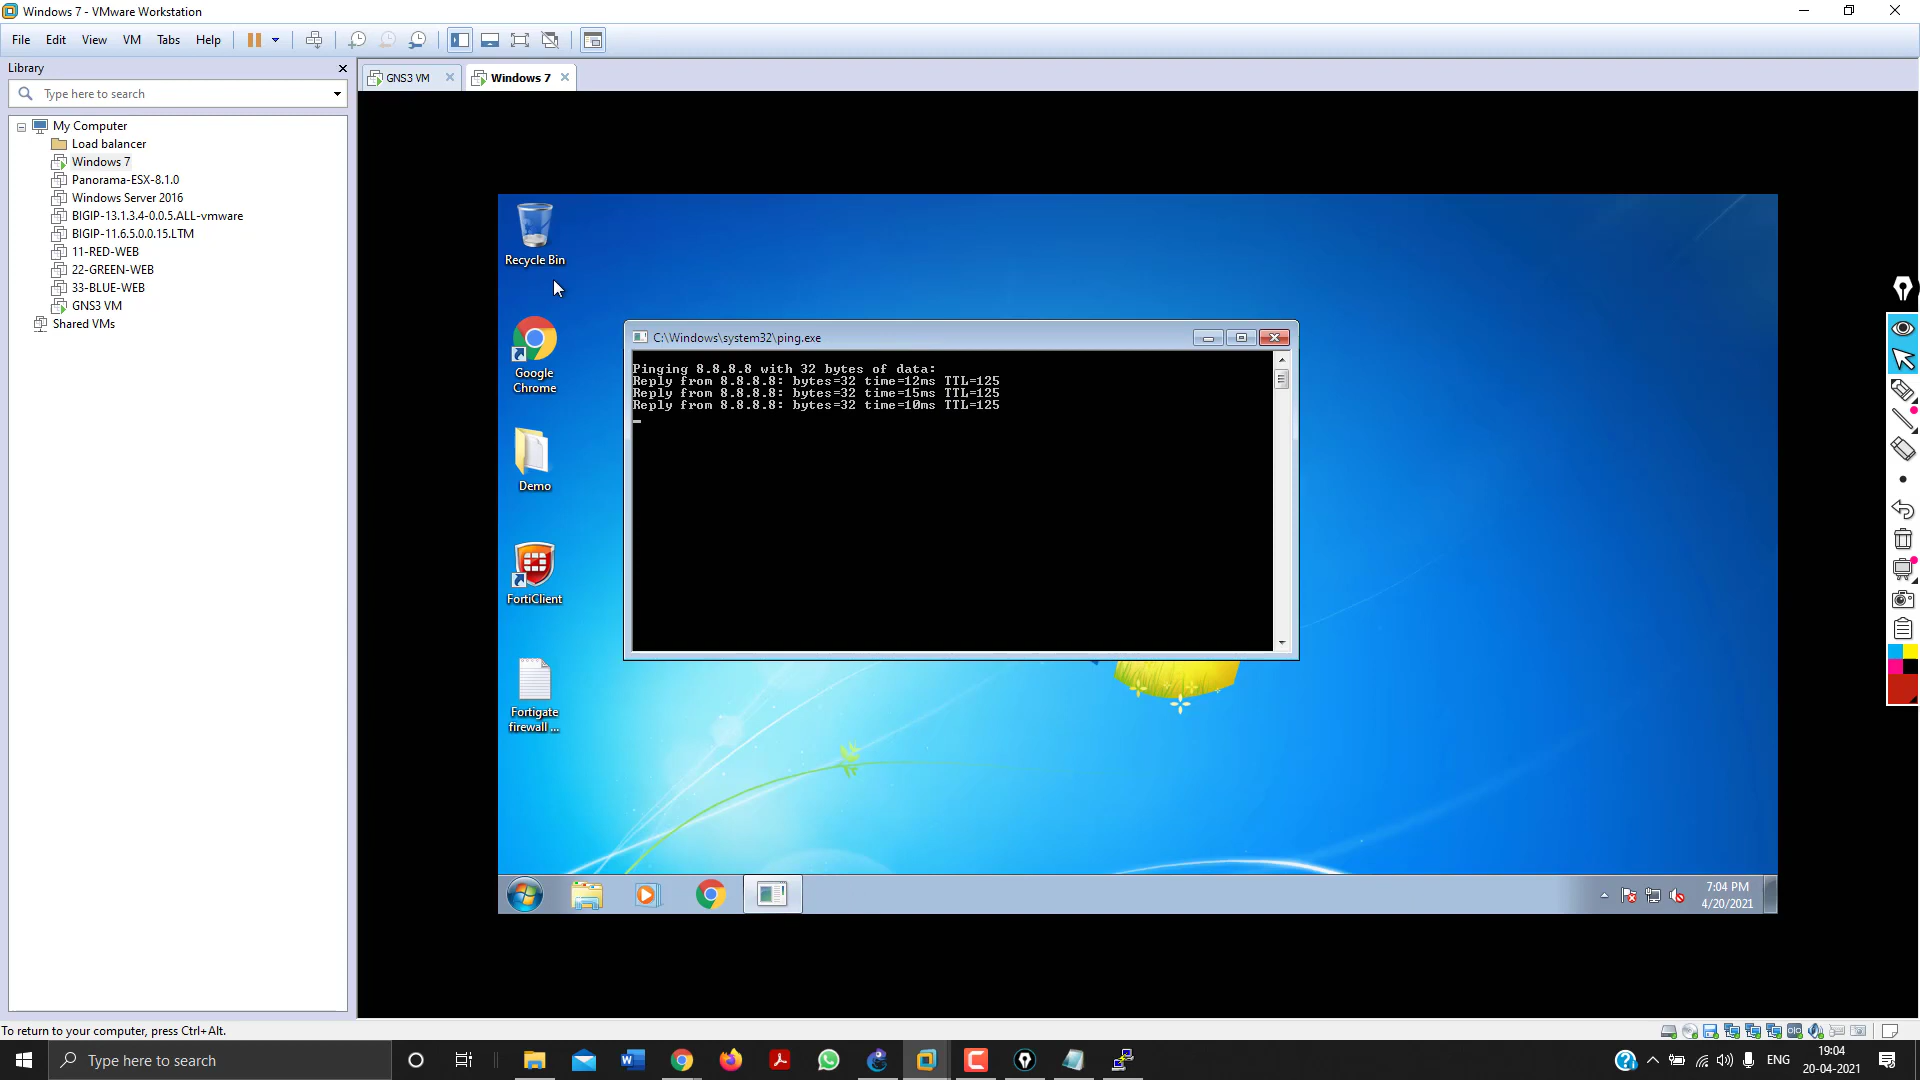 Windows 7 - VMware Workstation
File Edit View VM Tabs Help
Library
Type here to search
My Computer
Load balancer
Windows 7
Panorama-ESX-8.1.0
Windows Server 2016
BIGIP-13.1.3.4-0.0.5.ALL-vmware
BIGIP-11.6.5.0.0.15.LTM
11-RED-WEB
22-GREEN-WEB
33-BLUE-WEB
GNS3 VM
Shared VMs
GNS3 VM
Windows 7
Recycle Bin
Google
Chrome
Demo
FortiClient
Fortigate
firewall ...
C:\Windows\system32\ping.exe
Pinging 8.8.8.8 with 32 bytes of data:
Reply from 8.8.8.8: bytes=32 time=12ms TTL=125
Reply from 8.8.8.8: bytes=32 time=15ms TTL=125
Reply from 8.8.8.8: bytes=32 time=10ms TTL=125
7:04 PM
4/20/2021
To return to your computer, press Ctrl+Alt.
Type here to search
ENG
19:04
20-04-2021